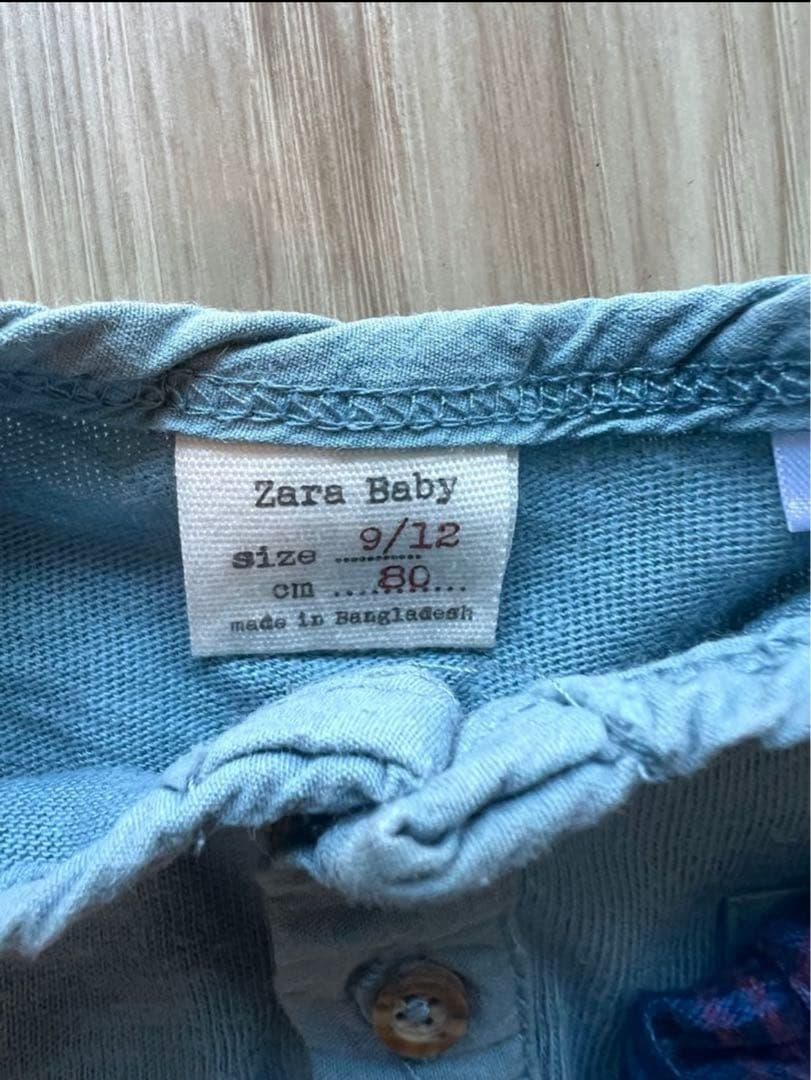 Zara Baby
size 9/12
cm 80
made in Bangladesh